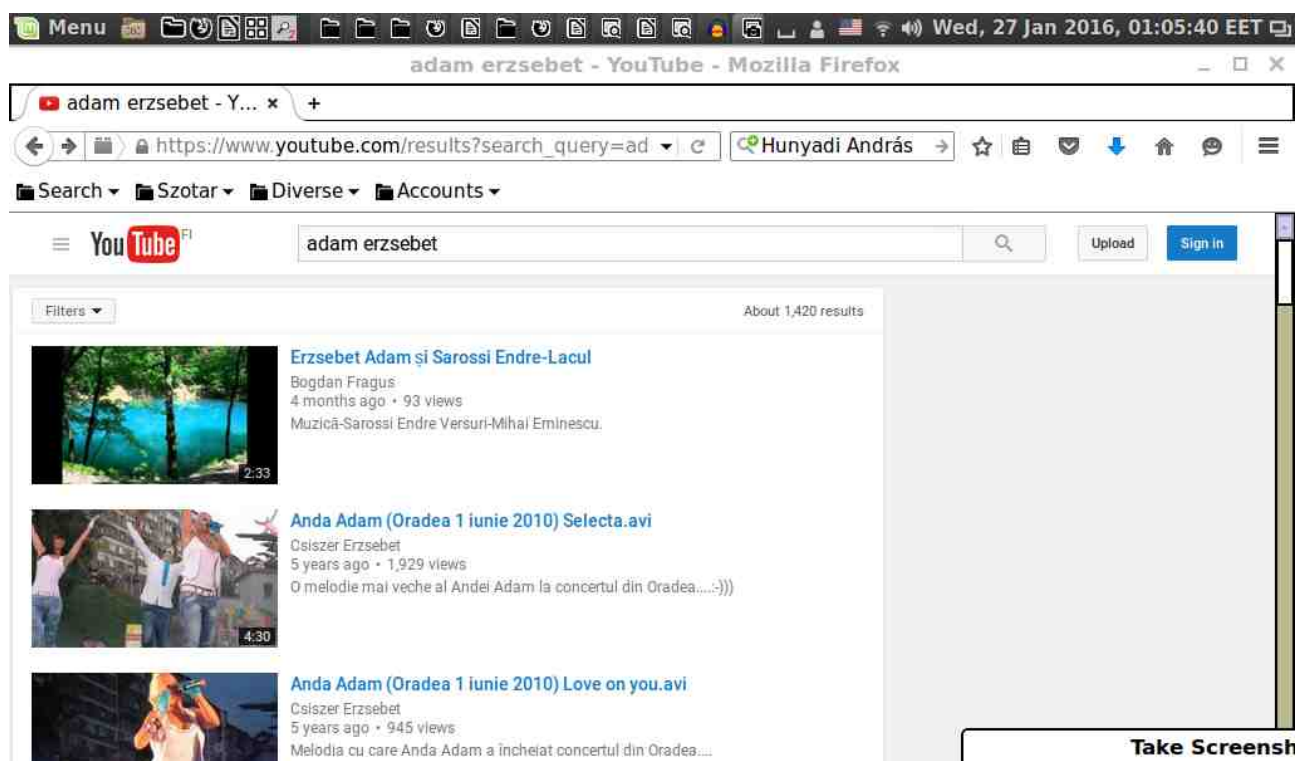 Menu Wed, 27 Jan 2016, 01:05:40 EET
adam erzsebet - YouTube - Mozilla Firefox
adam erzsebet - Y... × +
https://www.youtube.com/results?search_query=ad Hunyadi András
Search Szotar Diverse Accounts
YouTube FI adam erzsebet Upload Sign in
Filters About 1,420 results
Erzsebet Adam și Sarossi Endre-Lacul
Bogdan Fragus
4 months ago • 93 views
Muzică-Sarossi Endre Versuri-Mihai Eminescu.
2:33
Anda Adam (Oradea 1 iunie 2010) Selecta.avi
Csiszer Erzsebet
5 years ago • 1,929 views
O melodie mai veche al Andei Adam la concertul din Oradea.....:-)))
4:30
Anda Adam (Oradea 1 iunie 2010) Love on you.avi
Csiszer Erzsebet
5 years ago • 945 views
Melodia cu care Anda Adam a încheiat concertul din Oradea....
Take Screensh